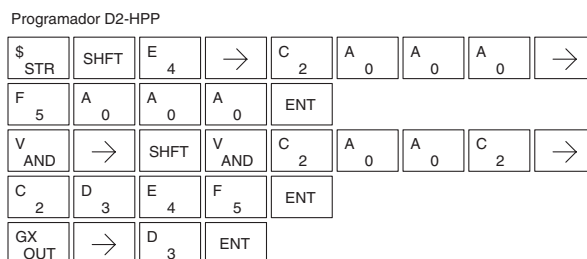 Programador D2-HPP
$ STR SHFT E 4 → C 2 A 0 A 0 A 0 →
F 5 A 0 A 0 A 0 ENT
V AND → SHFT V AND C 2 A 0 A 0 C 2 →
C 2 D 3 E 4 F 5 ENT
GX OUT → D 3 ENT